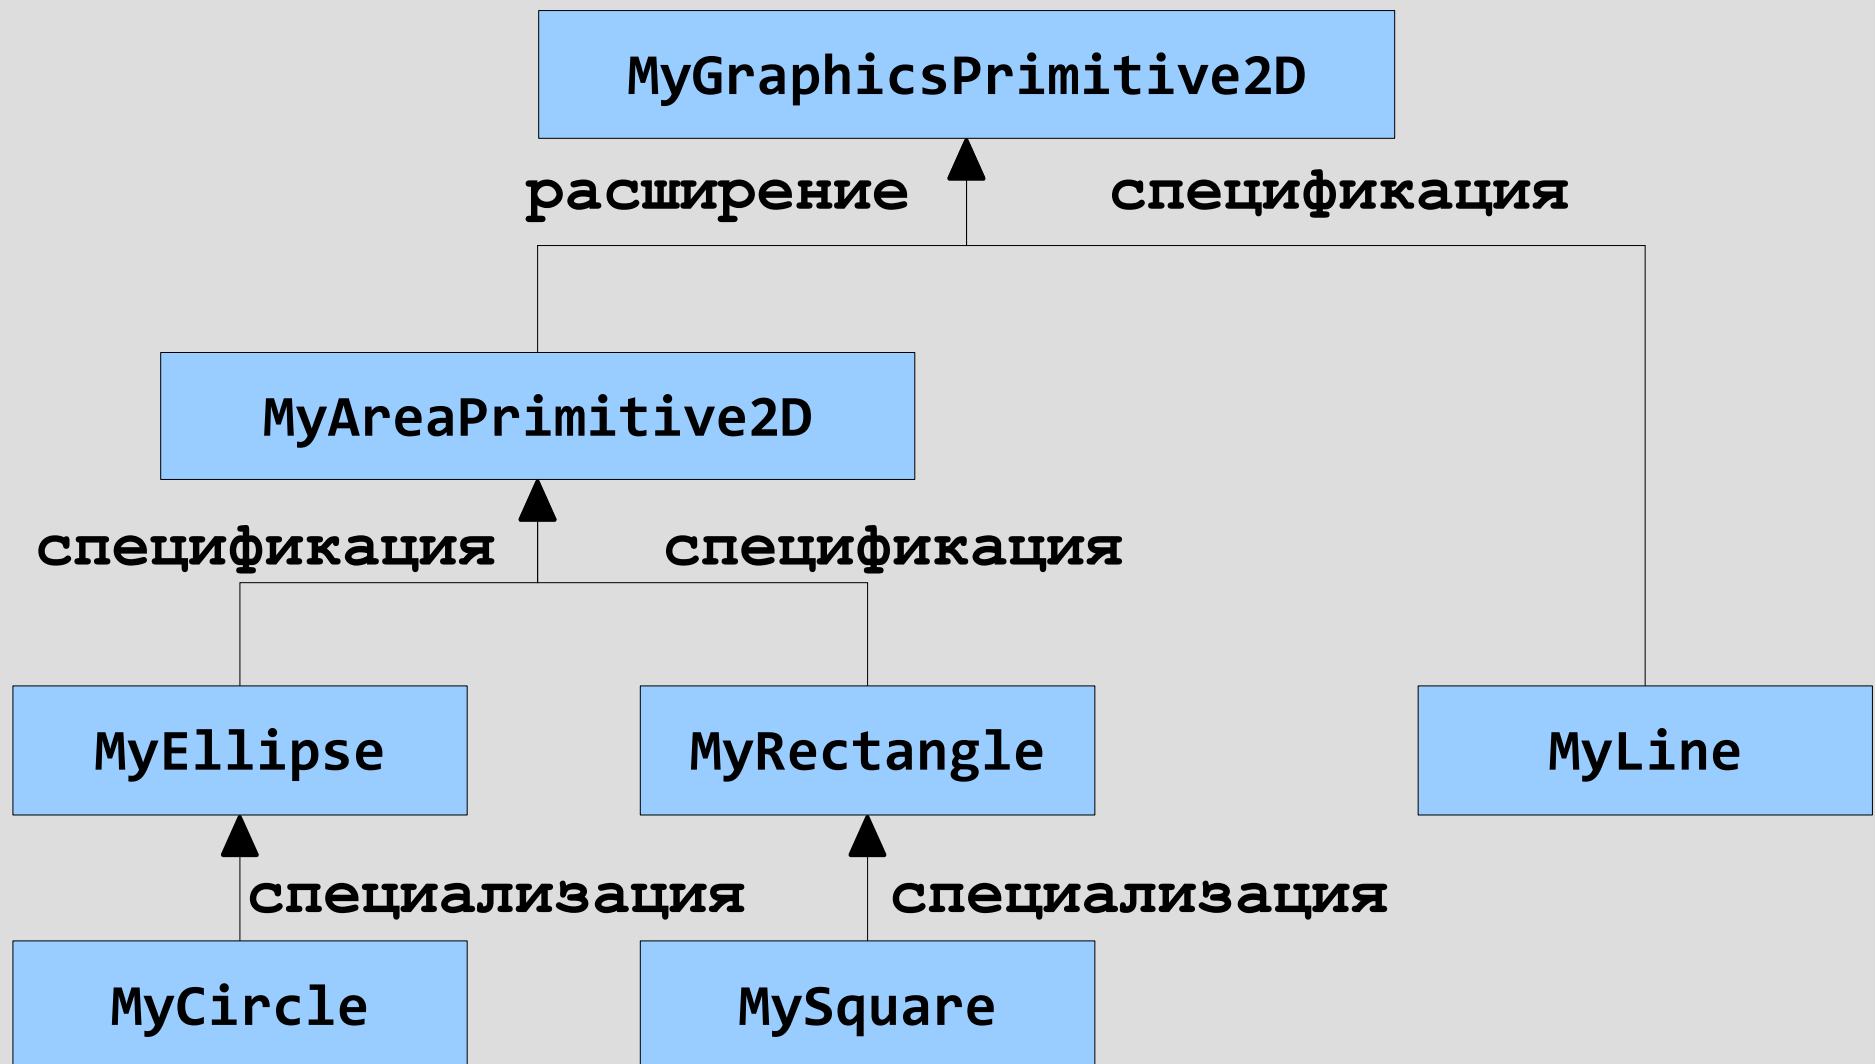 MyGraphicsPrimitive2D
расширение
спецификация
MyAreaPrimitive2D
спецификация
спецификация
MyEllipse
MyRectangle
MyLine
специализация
специализация
MyCircle
MySquare